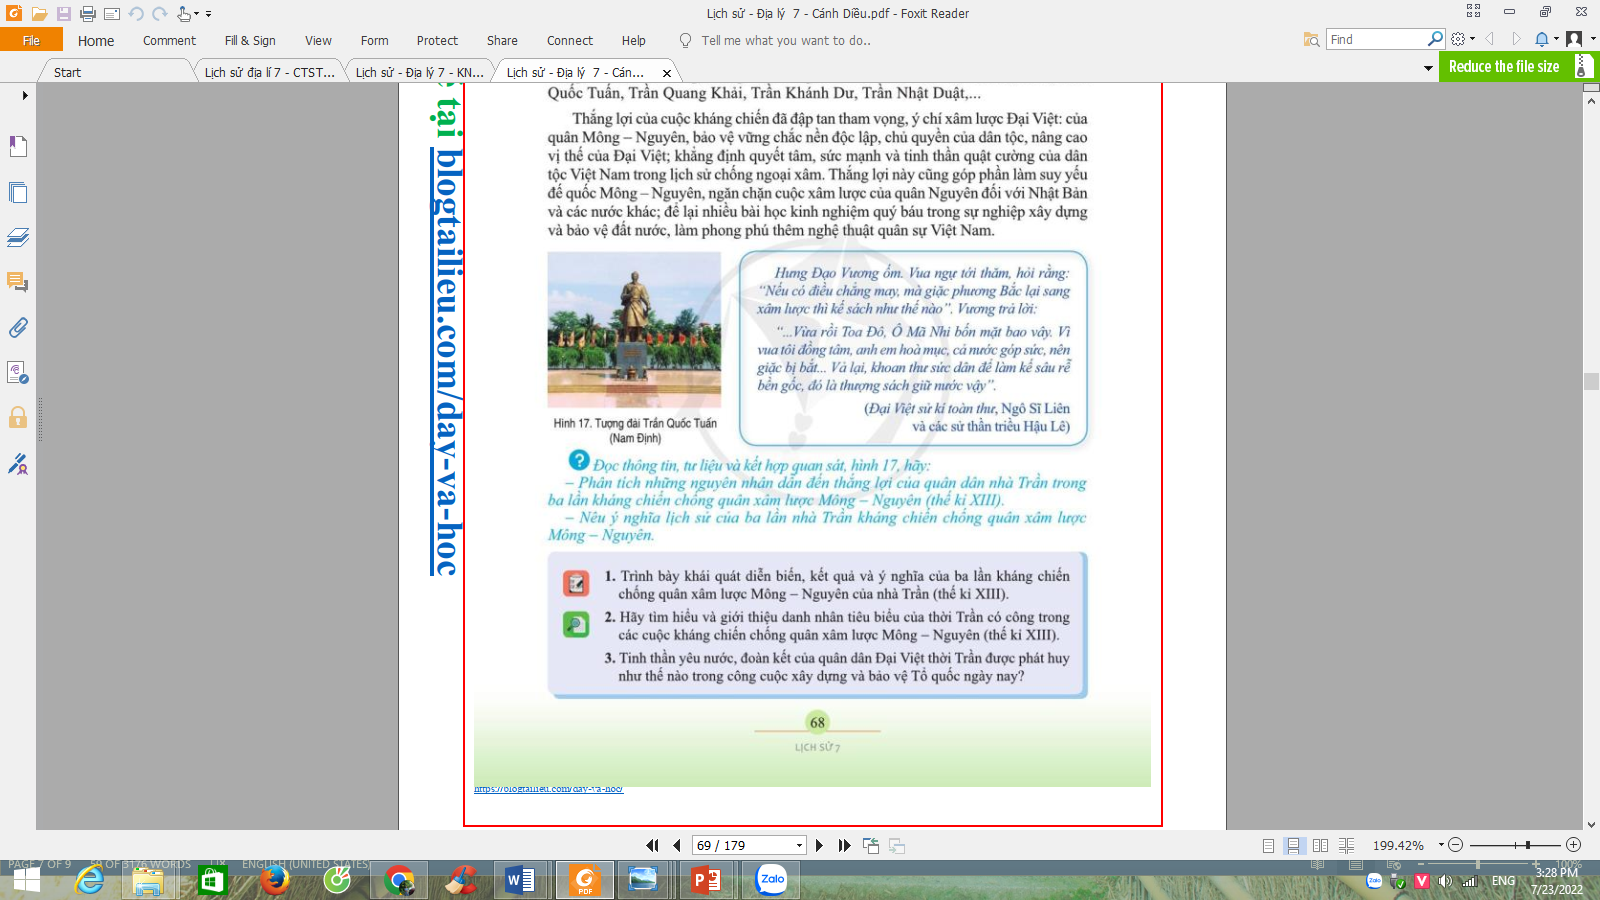 Lịch sử - Địa lý 7 - Cánh Diều.pdf - Foxit Reader
File Home Comment Fill & Sign View Form Protect Share Connect Help Tell me what you want to do.. Find
Start Lịch sử địa lí 7 - CTST... Lịch sử - Địa lý 7 - KN... Lịch sử - Địa lý 7 - Cán... Reduce the file size
tại blogtailieu.com/day-va-hoc
Quốc Tuấn, Trần Quang Khải, Trần Khánh Dư, Trần Nhật Duật,...
Thắng lợi của cuộc kháng chiến đã đập tan tham vọng, ý chí xâm lược Đại Việt: của
quân Mông – Nguyên, bảo vệ vững chắc nền độc lập, chủ quyền của dân tộc, nâng cao
vị thế của Đại Việt; khẳng định quyết tâm, sức mạnh và tinh thần quật cường của dân
tộc Việt Nam trong lịch sử chống ngoại xâm. Thắng lợi này cũng góp phần làm suy yếu
đế quốc Mông – Nguyên, ngăn chặn cuộc xâm lược của quân Nguyên đối với Nhật Bản
và các nước khác; để lại nhiều bài học kinh nghiệm quý báu trong sự nghiệp xây dựng
và bảo vệ đất nước, làm phong phú thêm nghệ thuật quân sự Việt Nam.
Hình 17. Tượng đài Trần Quốc Tuấn
(Nam Định)
Hưng Đạo Vương ốm. Vua ngự tới thăm, hỏi rằng:
“Nếu có điều chẳng may, mà giặc phương Bắc lại sang
xâm lược thì kế sách như thế nào”. Vương trả lời:
“...Vừa rồi Toa Đô, Ô Mã Nhi bốn mặt bao vây. Vì
vua tôi đồng tâm, anh em hoà mục, cả nước góp sức, nên
giặc bị bắt... Vả lại, khoan thư sức dân để làm kế sâu rễ
bền gốc, đó là thượng sách giữ nước vậy”.
(Đại Việt sử kí toàn thư, Ngô Sĩ Liên
và các sử thần triều Hậu Lê)
? Đọc thông tin, tư liệu và kết hợp quan sát, hình 17, hãy:
– Phân tích những nguyên nhân dẫn đến thắng lợi của quân dân nhà Trần trong
ba lần kháng chiến chống quân xâm lược Mông – Nguyên (thế kỉ XIII).
– Nêu ý nghĩa lịch sử của ba lần nhà Trần kháng chiến chống quân xâm lược
Mông – Nguyên.
1. Trình bày khái quát diễn biến, kết quả và ý nghĩa của ba lần kháng chiến
chống quân xâm lược Mông – Nguyên của nhà Trần (thế kỉ XIII).
2. Hãy tìm hiểu và giới thiệu danh nhân tiêu biểu của thời Trần có công trong
các cuộc kháng chiến chống quân xâm lược Mông – Nguyên (thế kỉ XIII).
3. Tinh thần yêu nước, đoàn kết của quân dân Đại Việt thời Trần được phát huy
như thế nào trong công cuộc xây dựng và bảo vệ Tổ quốc ngày nay?
68
LỊCH SỬ 7
https://blogtailieu.com/day-va-hoc/
69 / 179 199.42%
PAGE 7 OF 9 59 OF 3176 WORDS ENGLISH (UNITED STATES) 100%
PDF Zalo Zalo V ENG 3:28 PM
7/23/2022